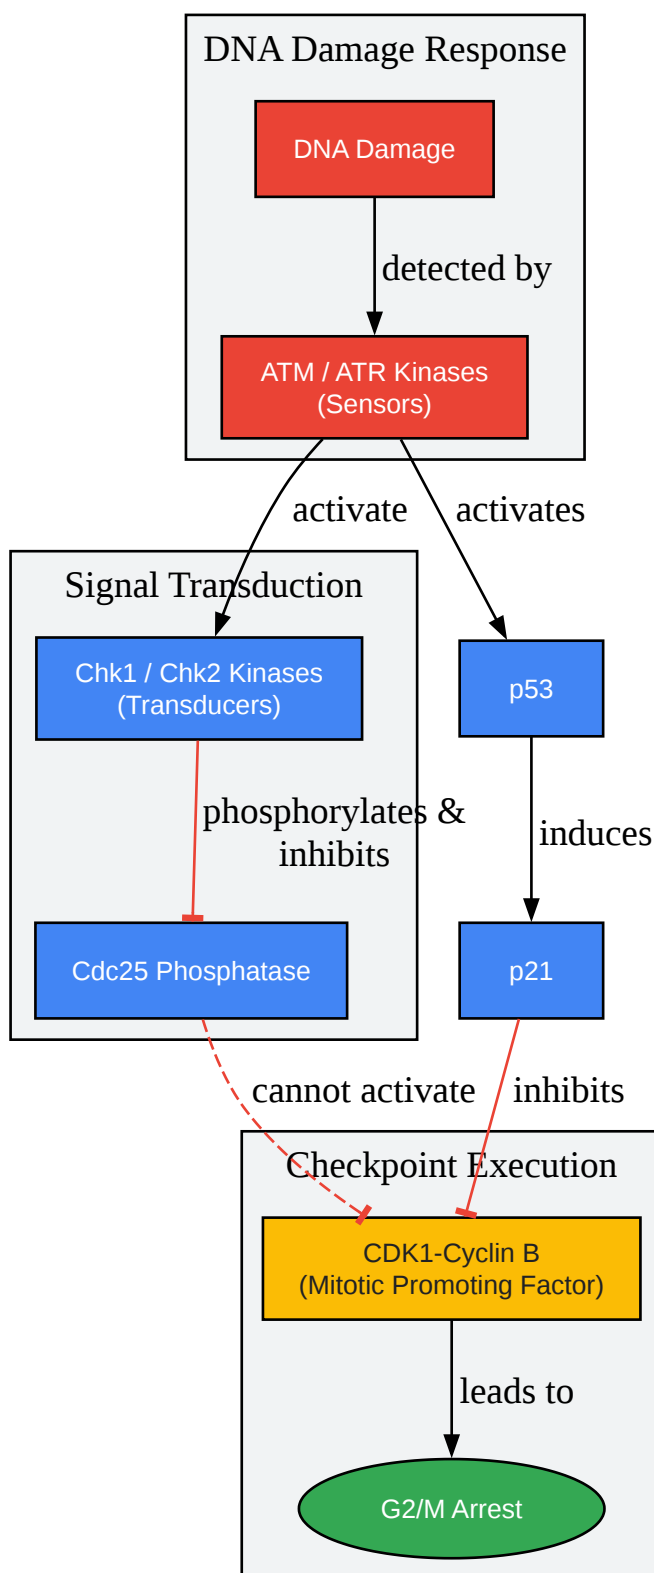 DNA Damage Response
DNA Damage
detected by
ATM / ATR Kinases
(Sensors)
activate
activates
Signal Transduction
Chk1 / Chk2 Kinases
(Transducers)
p53
phosphorylates &
inhibits
induces
Cdc25 Phosphatase
p21
cannot activate
inhibits
Checkpoint Execution
CDK1-Cyclin B
(Mitotic Promoting Factor)
leads to
G2/M Arrest